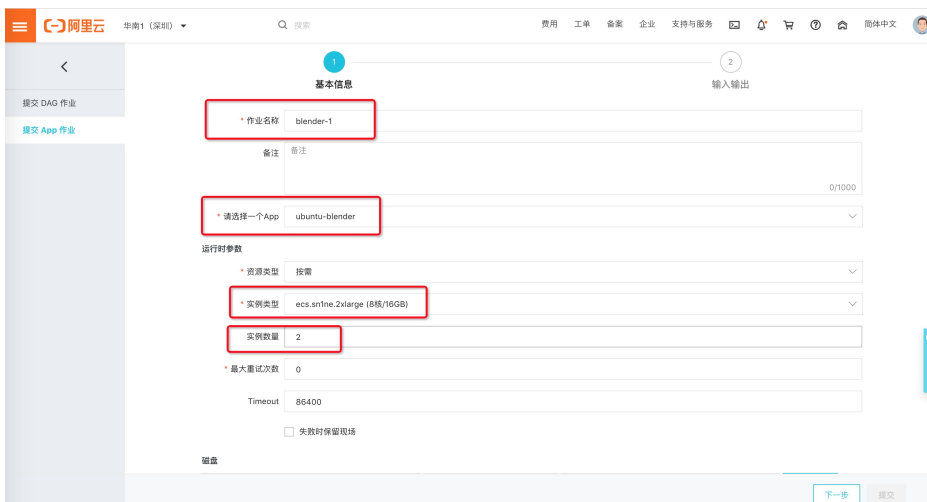 阿里云 华南1（深圳） 搜索 费用 工单 备案 企业 支持与服务 简体中文
1 2
基本信息 输入输出
提交 DAG 作业
提交 App 作业
* 作业名称 blender-1
备注 备注
0/1000
* 请选择一个App ubuntu-blender
运行时参数
* 资源类型 按需
* 实例类型 ecs.sn1ne.2xlarge (8核/16GB)
实例数量 2
* 最大重试次数 0
Timeout 86400
失败时保留现场
磁盘
下一步 提交